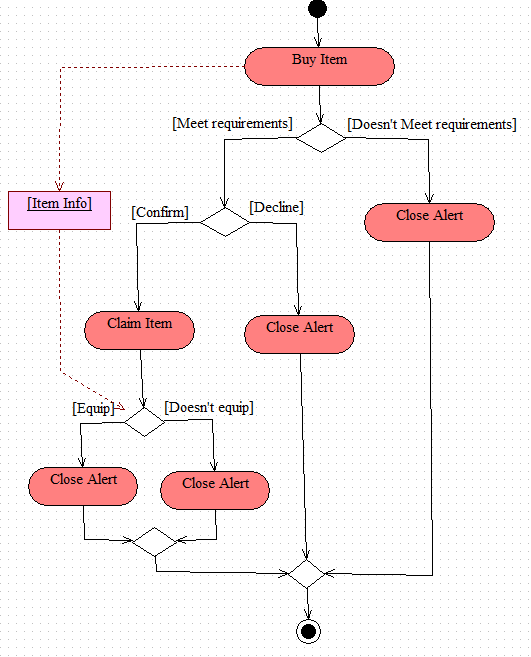 Buy Item
[Meet requirements]
[Doesn't Meet requirements]
[Item Info]
[Confirm]
[Decline]
Close Alert
Claim Item
Close Alert
[Equip]
[Doesn't equip]
Close Alert
Close Alert